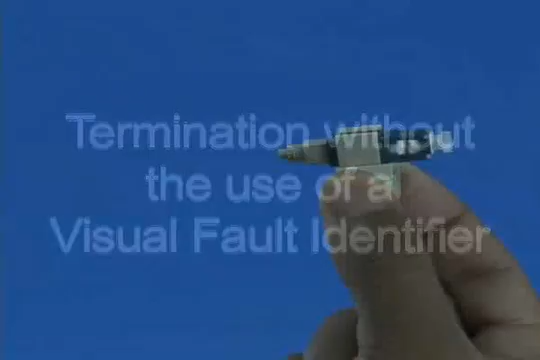 Termination without
the use of a
Visual Fault Identifier